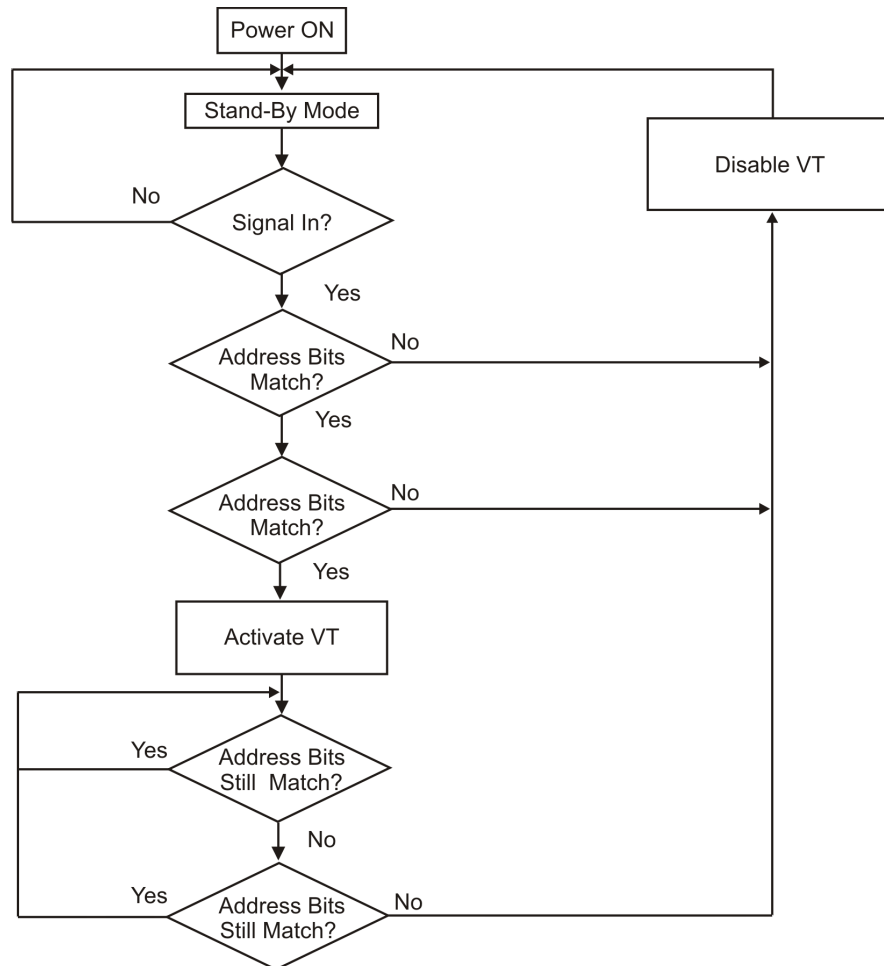 Power ON
Stand-By Mode
Disable VT
No
Signal In?
Yes
No
Address Bits
Match?
Yes
No
Address Bits
Match?
Yes
Activate VT
Yes
Address Bits
Still Match?
No
Yes
Address Bits
Still Match?
No